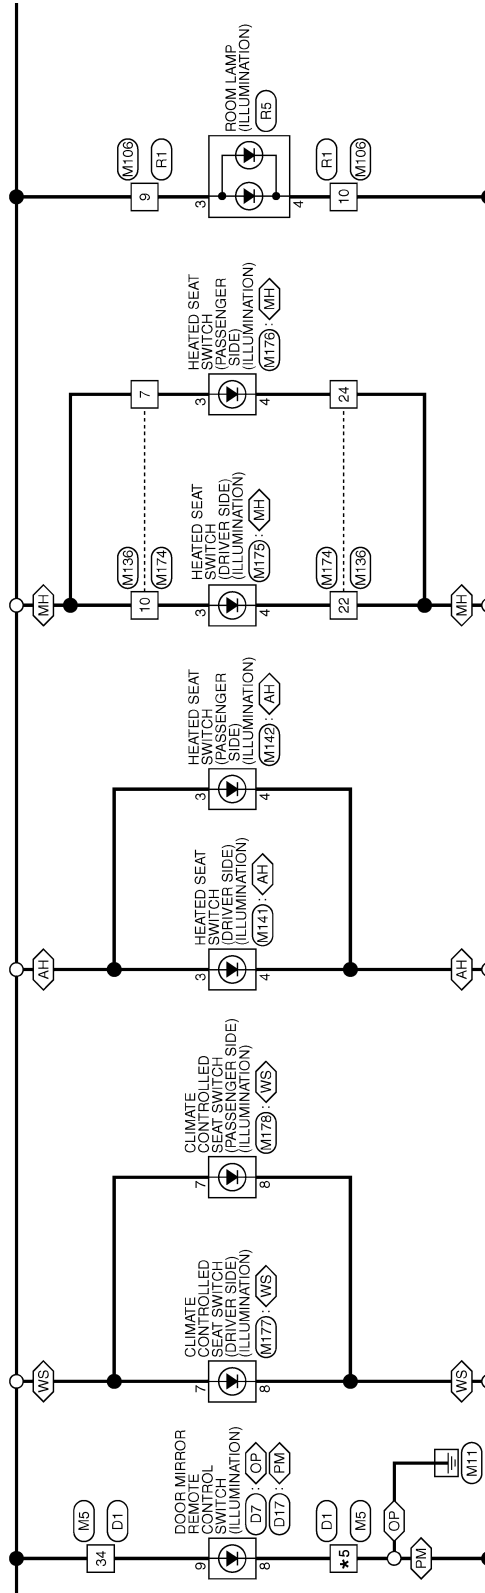 M106
R1
9
3
ROOM LAMP
(ILLUMINATION)
R5
4
R1
M106
10
7
3
HEATED SEAT
SWITCH
(PASSENGER
SIDE)
(ILLUMINATION)
M176 : MH
4
24
MH
M136
M174
10
3
HEATED SEAT
SWITCH
(DRIVER SIDE)
(ILLUMINATION)
M175 : MH
4
M174
M136
22
MH
3
HEATED SEAT
SWITCH
(PASSENGER
SIDE)
(ILLUMINATION)
M142 : AH
4
AH
3
HEATED SEAT
SWITCH
(DRIVER SIDE)
(ILLUMINATION)
M141 : AH
4
AH
7
CLIMATE
CONTROLLED
SEAT SWITCH
(PASSENGER SIDE)
(ILLUMINATION)
M178 : WS
8
WS
7
CLIMATE
CONTROLLED
SEAT SWITCH
(DRIVER SIDE)
(ILLUMINATION)
M177 : WS
8
WS
M5
D1
34
9
DOOR MIRROR
REMOTE
CONTROL
SWITCH
(ILLUMINATION)
D7 : OP
D17 : PM
8
D1
M5
*5
OP
PM
M11